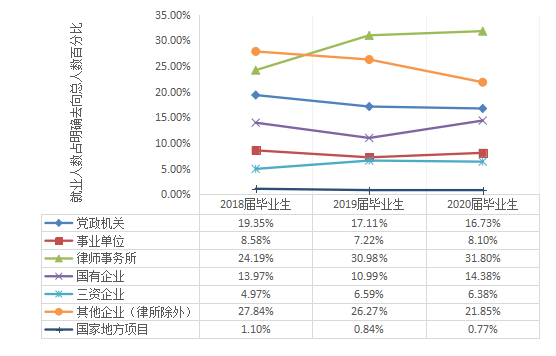 就业人数占明确去向总人数百分比
35.00%
30.00%
25.00%
20.00%
15.00%
10.00%
5.00%
0.00%
2018届毕业生 2019届毕业生 2020届毕业生
党政机关 19.35% 17.11% 16.73%
事业单位 8.58% 7.22% 8.10%
律师事务所 24.19% 30.98% 31.80%
国有企业 13.97% 10.99% 14.38%
三资企业 4.97% 6.59% 6.38%
其他企业（律所除外） 27.84% 26.27% 21.85%
国家地方项目 1.10% 0.84% 0.77%